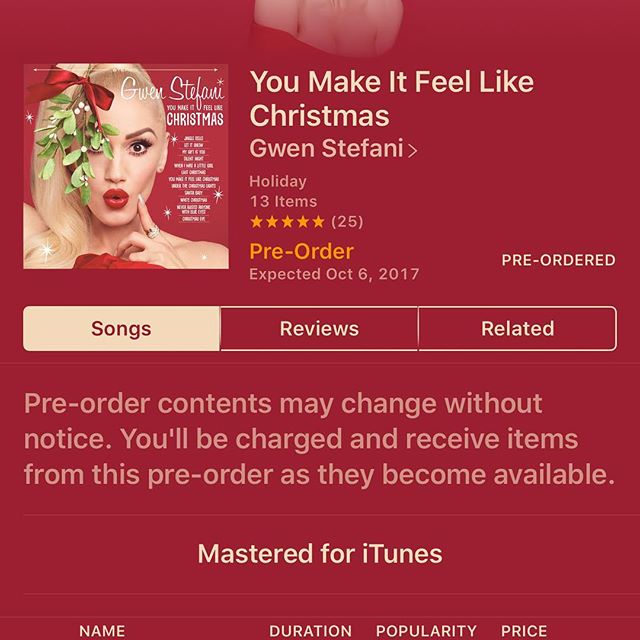 Gwen Stefani
YOU MAKE IT FEEL LIKE
CHRISTMAS
JINGLE BELLS
LET IT SNOW
MY GIFT IS YOU
SILENT NIGHT
WHEN I WAS A LITTLE GIRL
LAST CHRISTMAS
YOU MAKE IT FEEL LIKE CHRISTMAS
UNDER THE CHRISTMAS LIGHTS
SANTA BABY
WHITE CHRISTMAS
NEVER KISSED ANYONE
WITH BLUE EYES
CHRISTMAS EVE
You Make It Feel Like
Christmas
Gwen Stefani >
Holiday
13 Items
★★★★★ (25)
Pre-Order
Expected Oct 6, 2017
PRE-ORDERED
Songs Reviews Related
Pre-order contents may change without
notice. You'll be charged and receive items
from this pre-order as they become available.
Mastered for iTunes
NAME DURATION POPULARITY PRICE